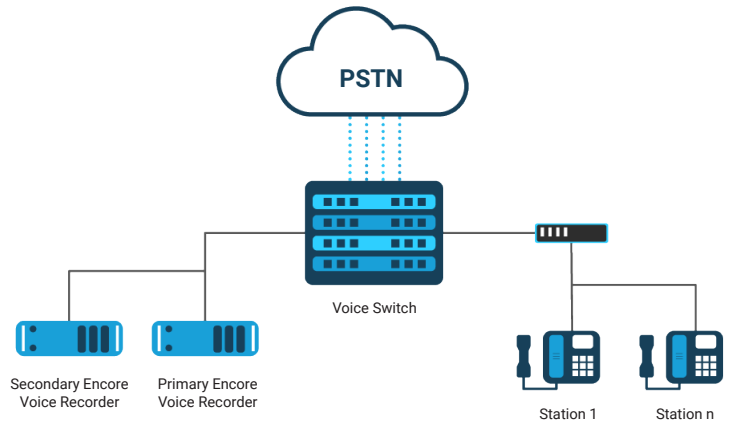 PSTN
Voice Switch
Secondary Encore
Voice Recorder
Primary Encore
Voice Recorder
Station 1
Station n